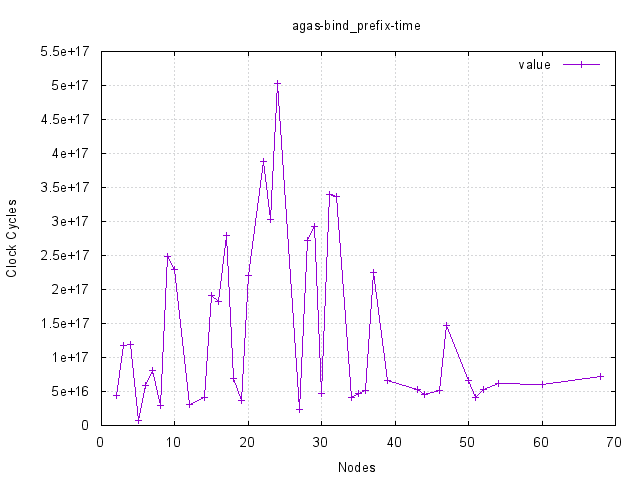 agas-bind_prefix-time
5.5e+17
value
5e+17
4.5e+17
4e+17
3.5e+17
3e+17
2.5e+17
2e+17
1.5e+17
1e+17
5e+16
0
Clock Cycles
0 10 20 30 40 50 60 70
Nodes